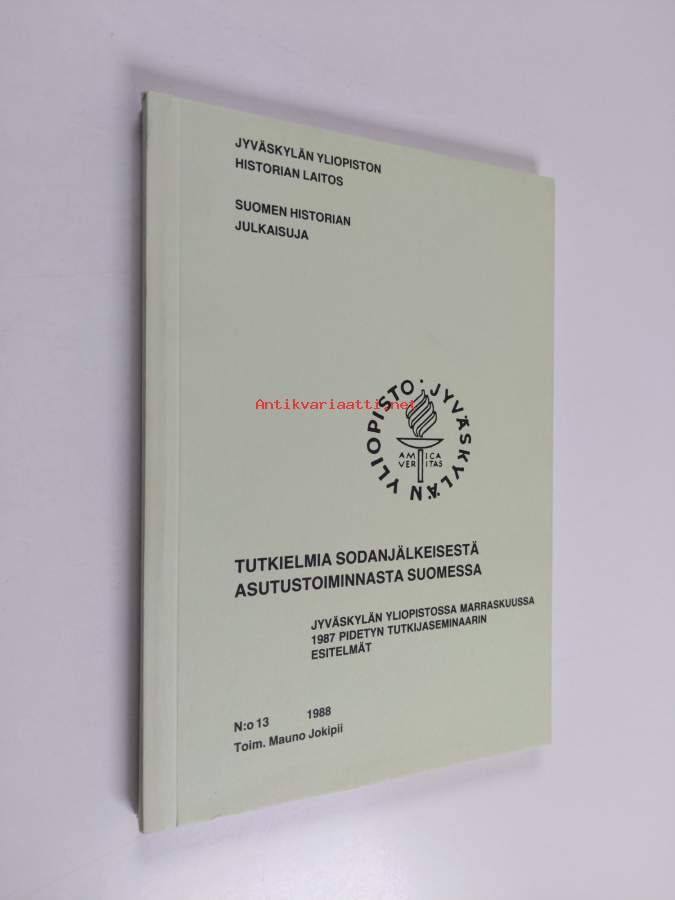 JYVÄSKYLÄN YLIOPISTON
HISTORIAN LAITOS
SUOMEN HISTORIAN
JULKAISUJA
JYVÄSKYLÄN YLIOPISTO
Antikvariaatti.net
AMICA
VERITAS
TUTKIELMIA SODANJÄLKEISESTÄ
ASUTUSTOIMINNASTA SUOMESSA
JYVÄSKYLÄN YLIOPISTOSSA MARRASKUUSSA
1987 PIDETYN TUTKIJASEMINAARIN
ESITELMÄT
N:o 13 1988
Toim. Mauno Jokipii